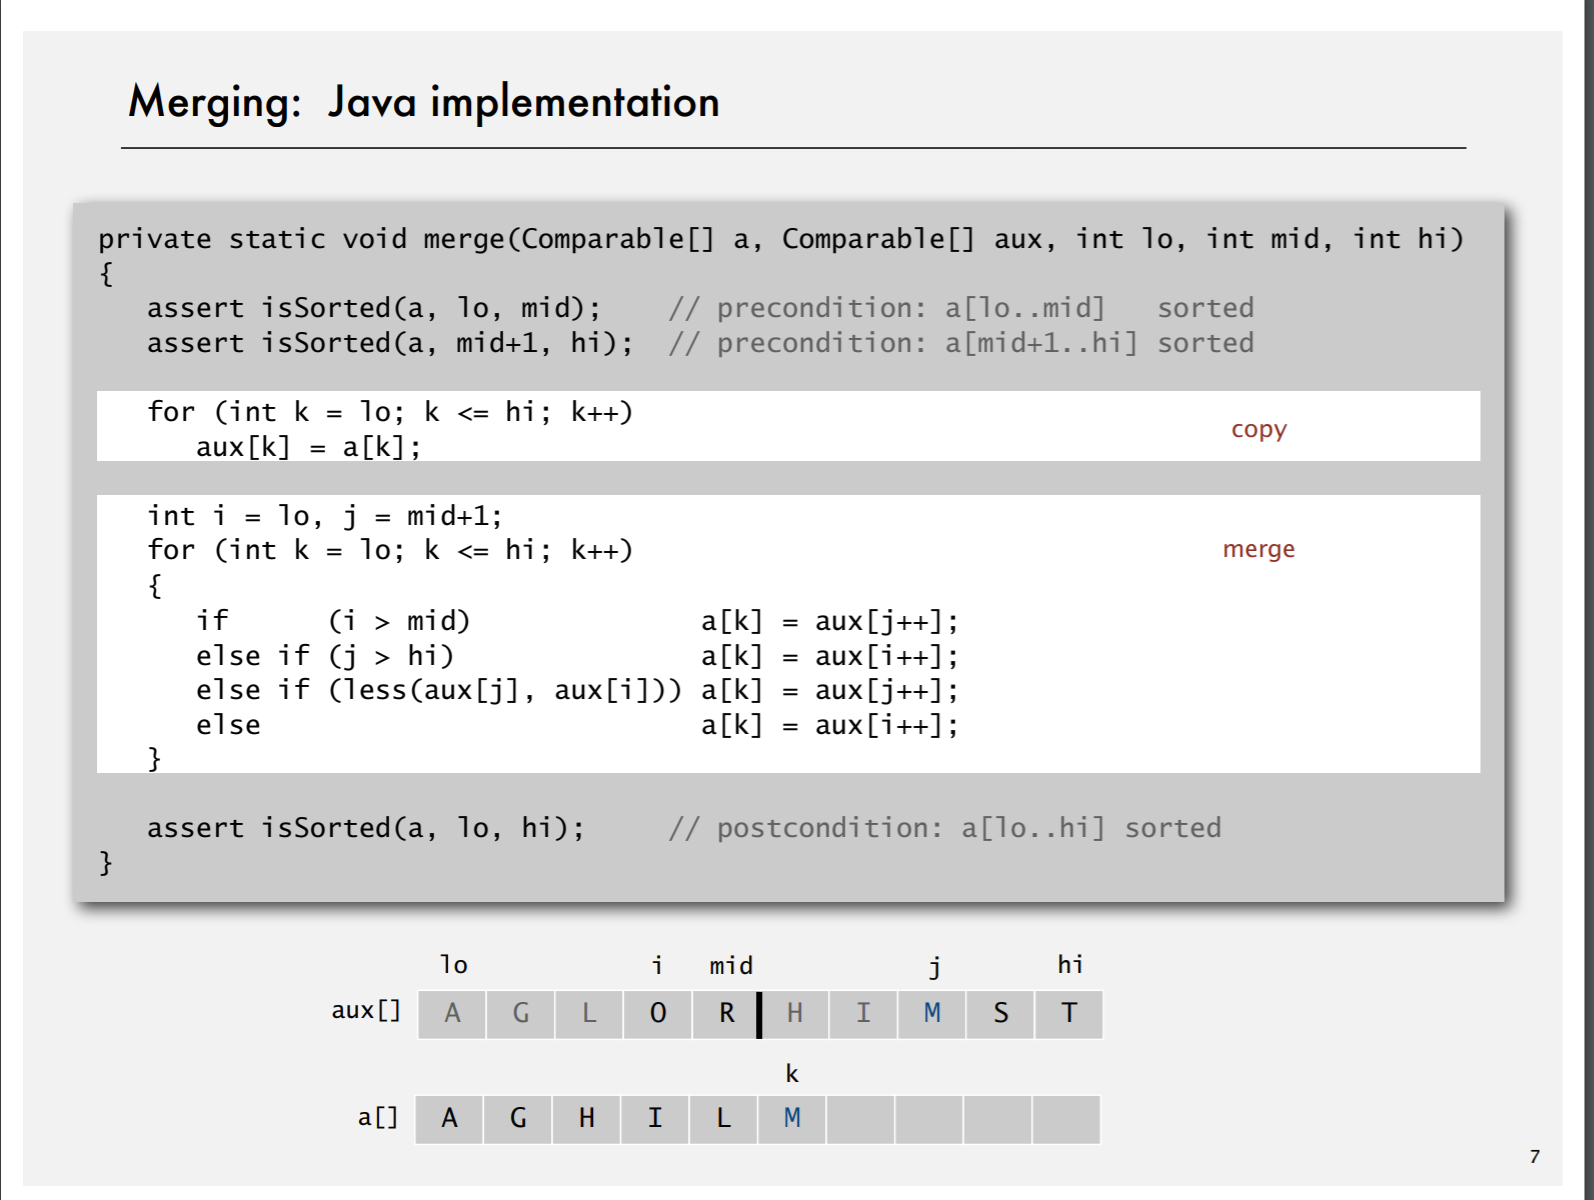 Merging: Java implementation
private static void merge(Comparable[] a, Comparable[] aux, int lo, int mid, int hi)
{
   assert isSorted(a, lo, mid);    // precondition: a[lo..mid]   sorted
   assert isSorted(a, mid+1, hi);  // precondition: a[mid+1..hi] sorted
   for (int k = lo; k <= hi; k++)
copy
      aux[k] = a[k];
   int i = lo, j = mid+1;
   for (int k = lo; k <= hi; k++)
merge
   {
      if      (i > mid)              a[k] = aux[j++];
      else if (j > hi)               a[k] = aux[i++];
      else if (less(aux[j], aux[i])) a[k] = aux[j++];
      else                           a[k] = aux[i++];
   }
   assert isSorted(a, lo, hi);     // postcondition: a[lo..hi] sorted
}
lo i mid j hi
aux[] A G L O R H I M S T
k
a[] A G H I L M
7